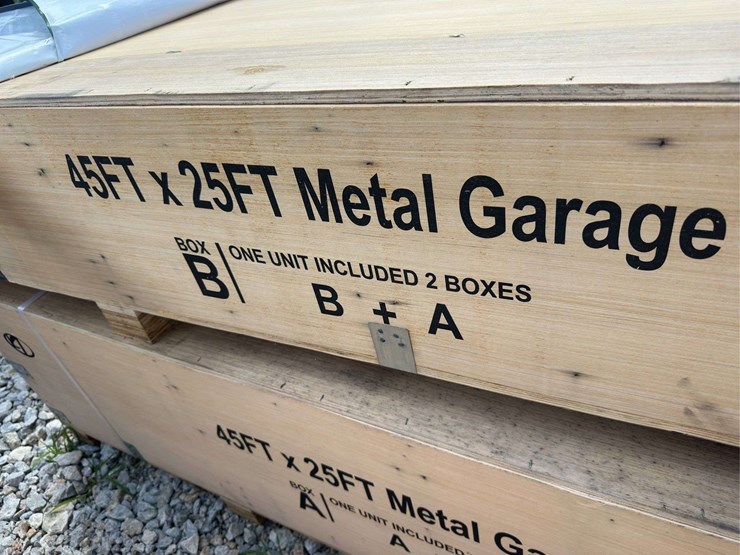 45FT x 25FT Metal Garage
BOX
B
ONE UNIT INCLUDED 2 BOXES
B + A
45FT x 25FT Metal
BOX
A
ONE UNIT INCLUDED
A